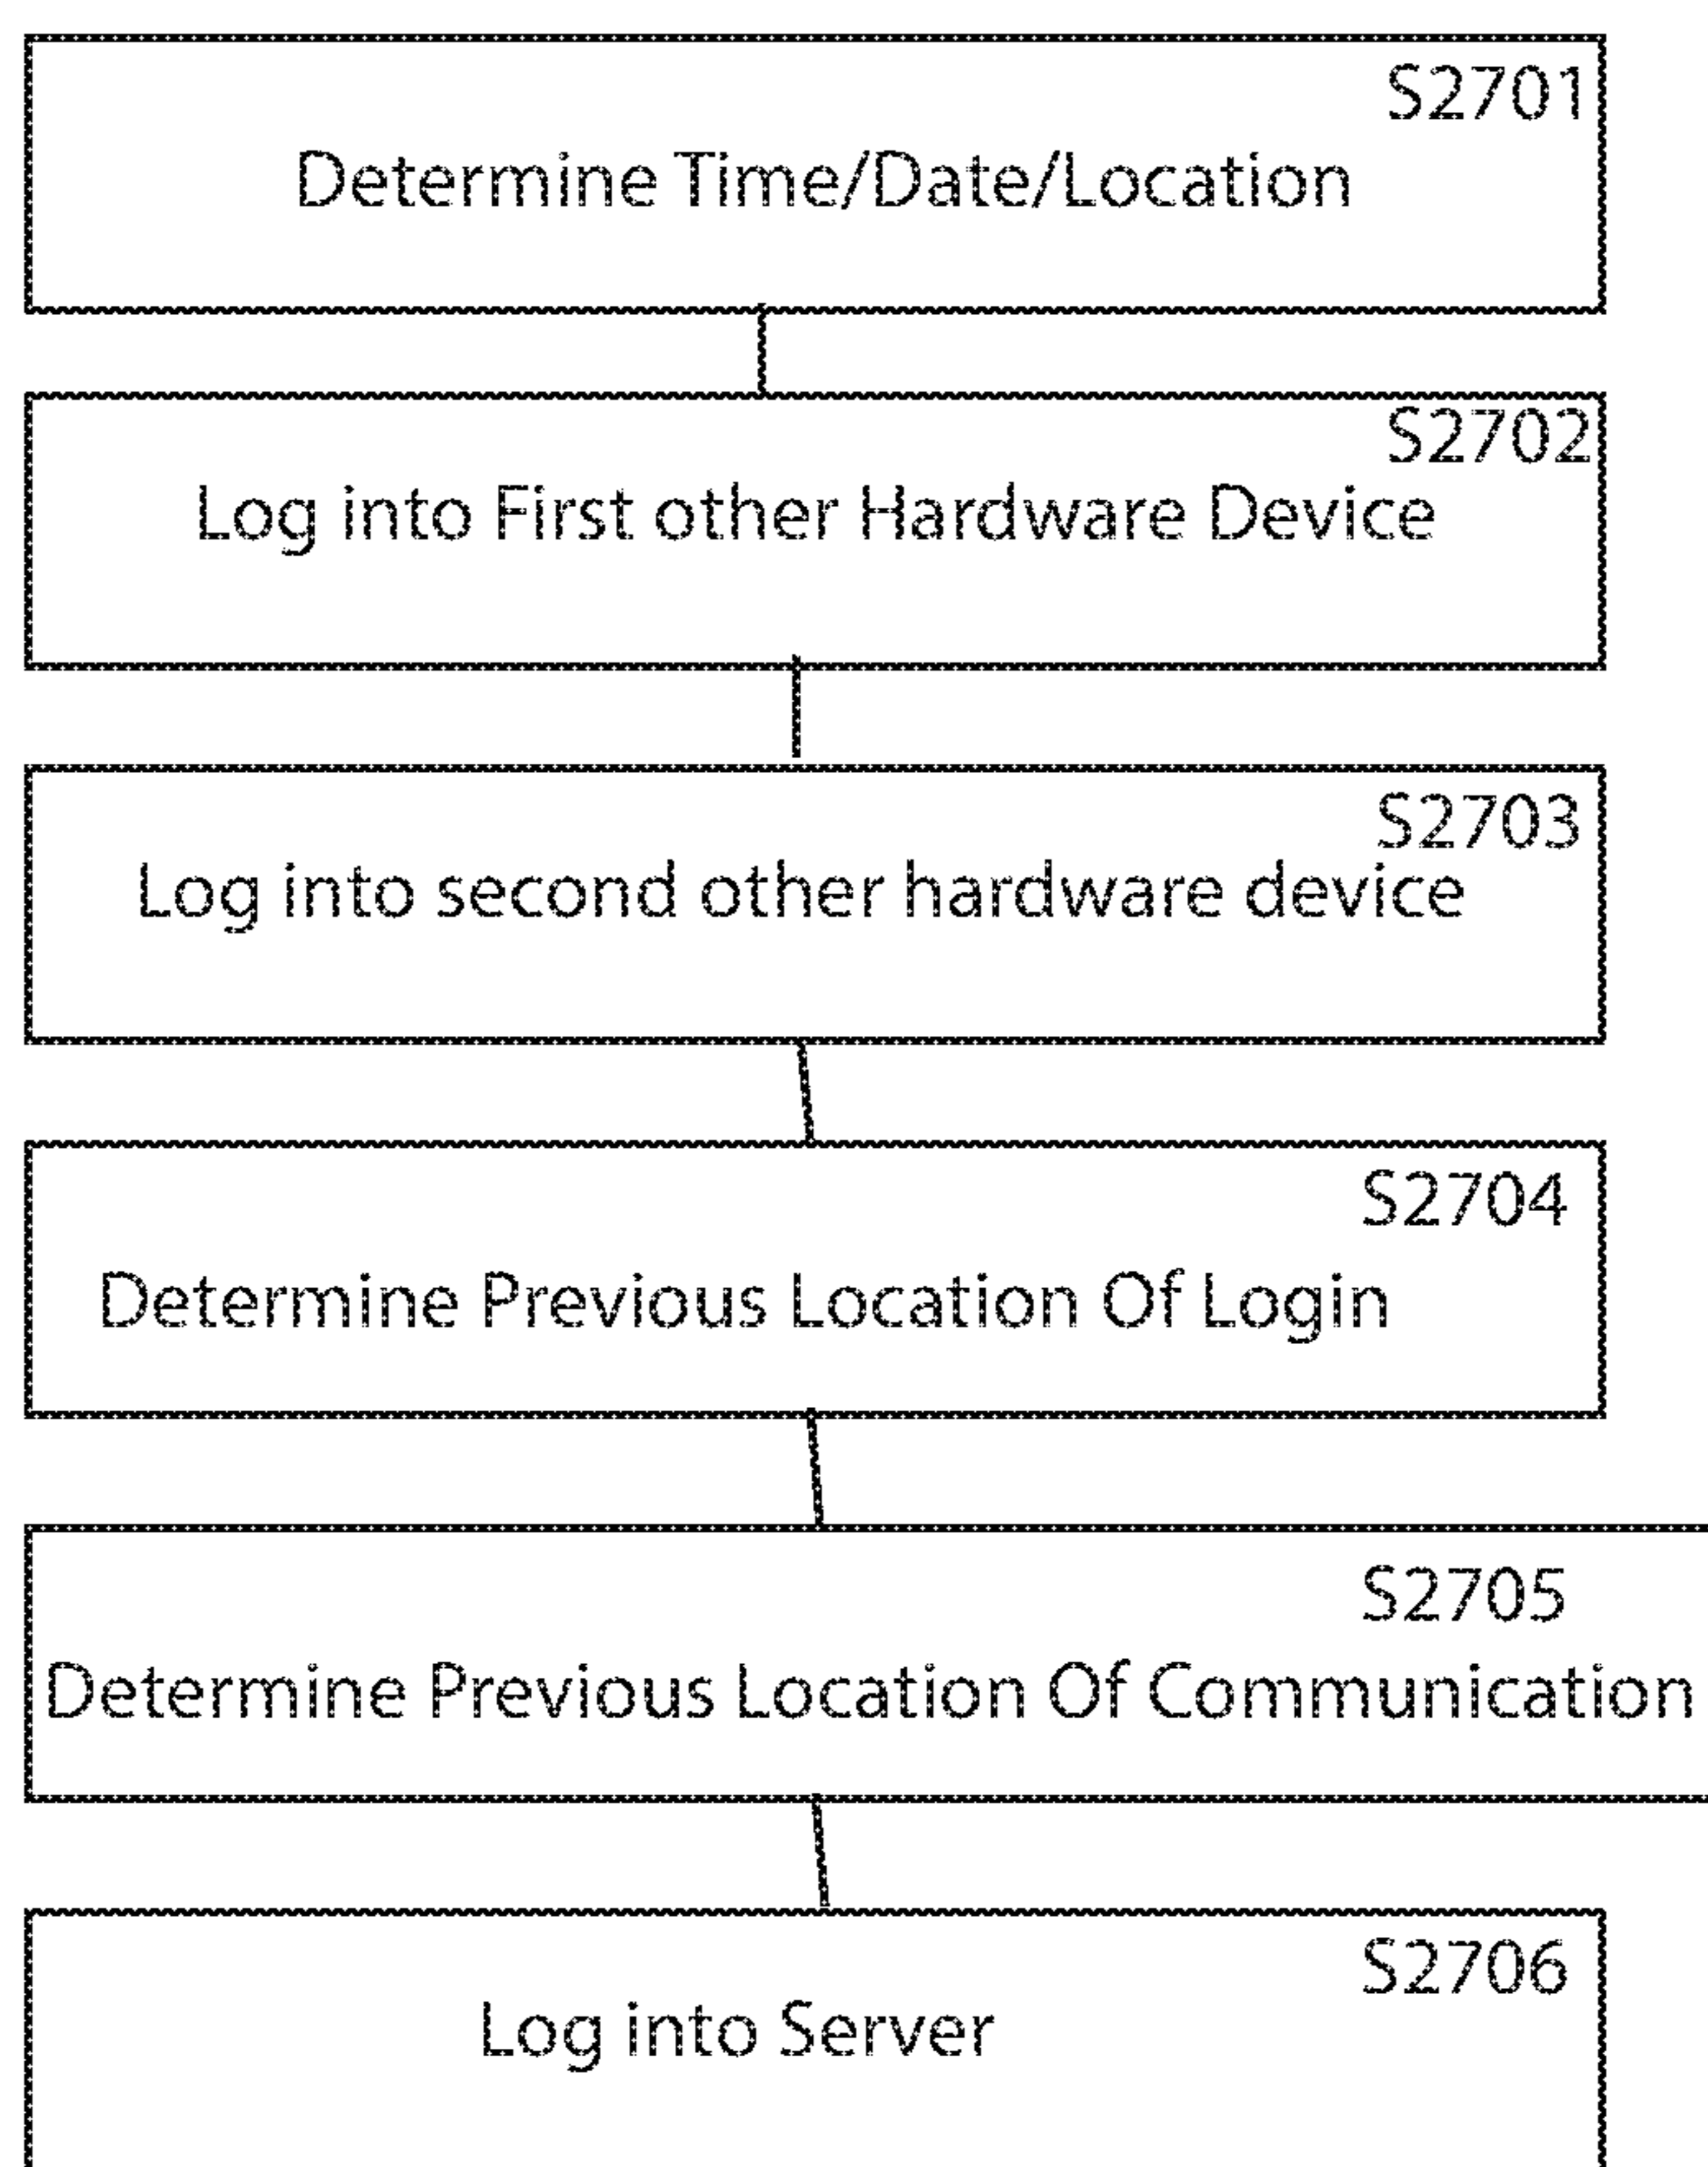 S2701
Determine Time/Date/Location
S2702
Log into First other Hardware Device
S2703
Log into second other hardware device
S2704
Determine Previous Location Of Login
S2705
Determine Previous Location Of Communication
S2706
Log into Server